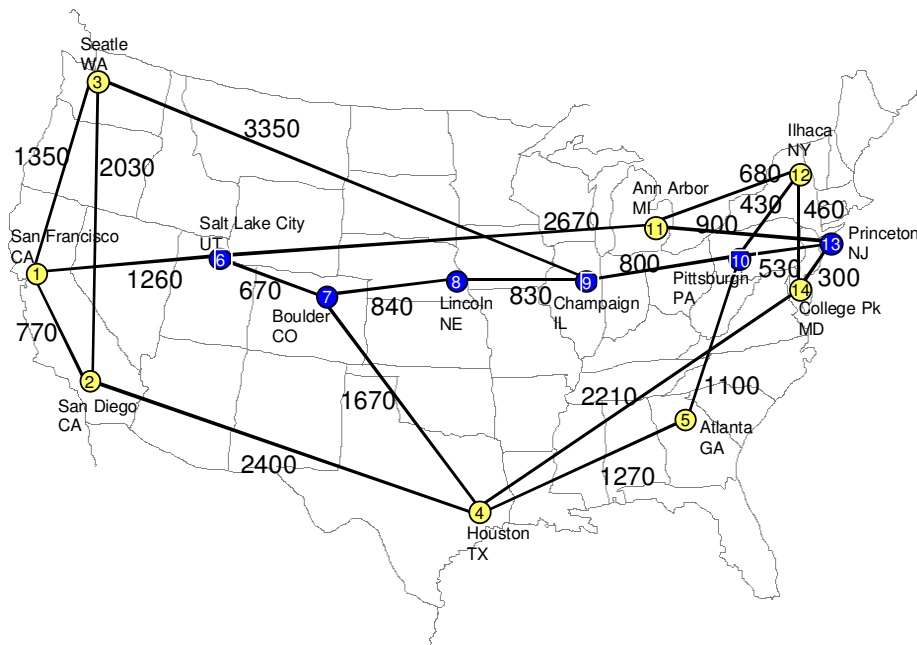 Seatle
WA
3
3350
Ilhaca
NY
1350
2030
680
12
Ann Arbor
MI
430
460
Salt Lake City
UT
2670
900
11
San Francisco
CA
Princeton
NJ
13
6
10
1
1260
800
530
300
670
7
8
9
Pittsburgh
PA
14
840
Lincoln
NE
830
Champaign
IL
College Pk
MD
Boulder
CO
770
2
San Diego
CA
1670
2210
1100
5
Atlanta
GA
2400
1270
4
Houston
TX